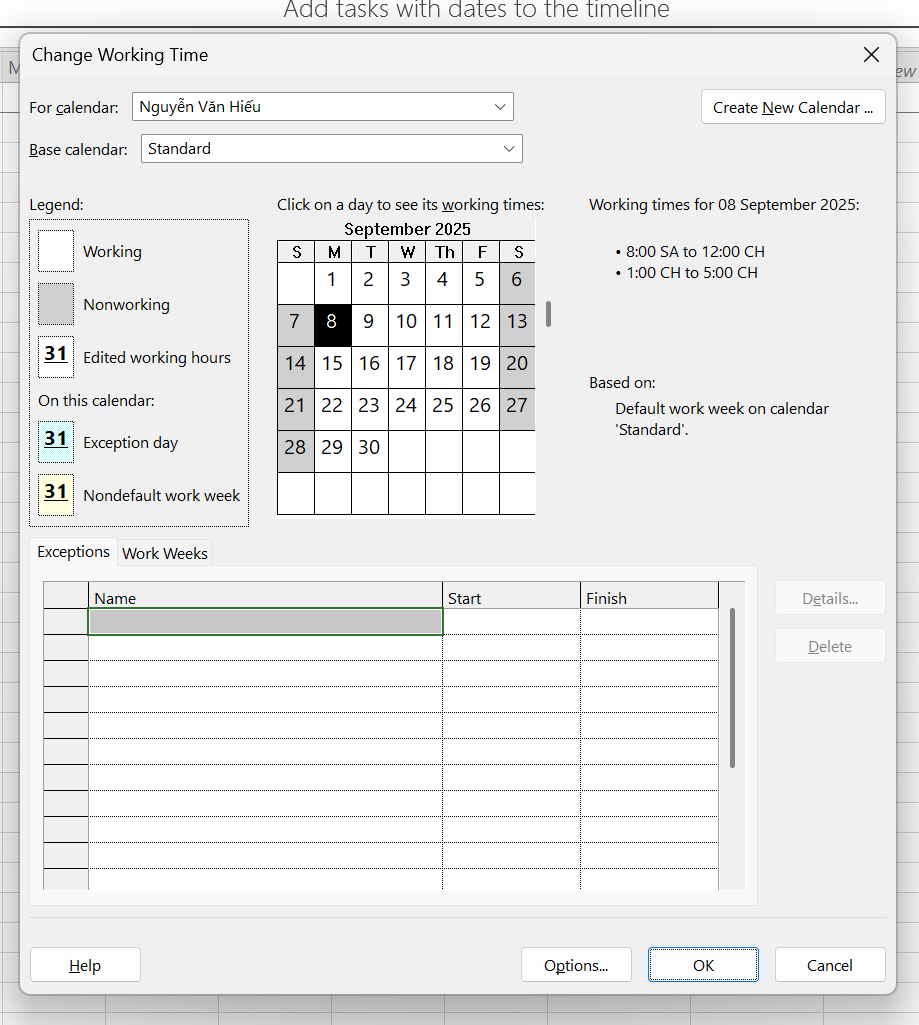 Add tasks with dates to the timeline
Change Working Time
For calendar: Nguyễn Văn Hiếu
Create New Calendar ...
Base calendar: Standard
Legend:
Working
Nonworking
31 Edited working hours
On this calendar:
31 Exception day
31 Nondefault work week
Click on a day to see its working times:
September 2025
S M T W Th F S
1 2 3 4 5 6
7 8 9 10 11 12 13
14 15 16 17 18 19 20
21 22 23 24 25 26 27
28 29 30
Working times for 08 September 2025:
• 8:00 SA to 12:00 CH
• 1:00 CH to 5:00 CH
Based on:
Default work week on calendar
'Standard'.
Exceptions Work Weeks
Name Start Finish
Details...
Delete
Help Options... OK Cancel